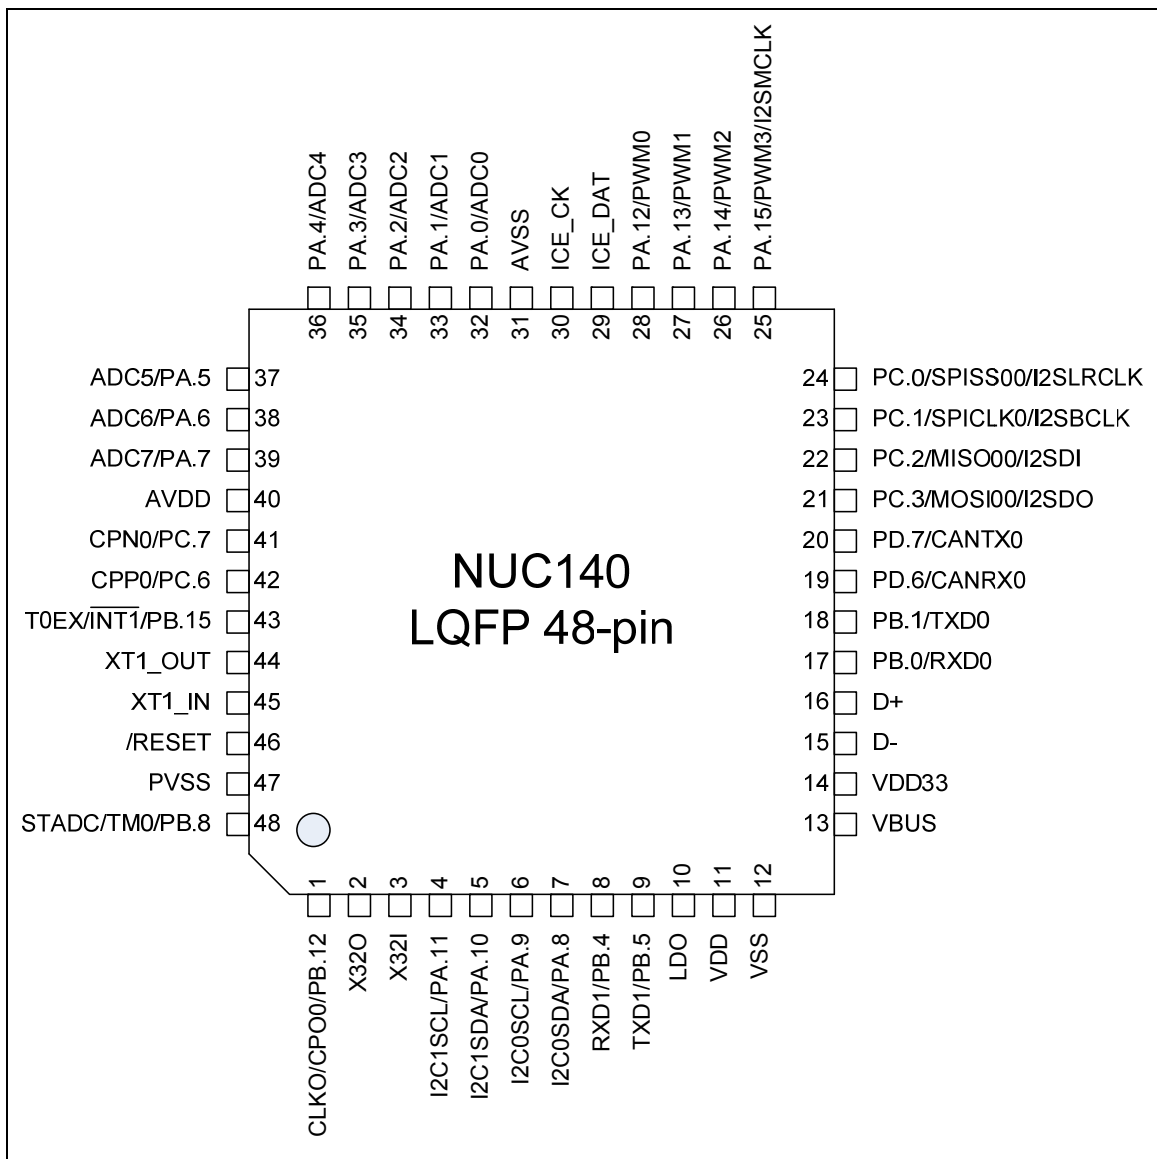 PA.4/ADC4
PA.3/ADC3
PA.2/ADC2
PA.1/ADC1
PA.0/ADC0
AVSS
ICE_CK
ICE_DAT
PA.12/PWM0
PA.13/PWM1
PA.14/PWM2
PA.15/PWM3/I2SMCLK
36
35
34
33
32
31
30
29
28
27
26
25
ADC5/PA.5 37
ADC6/PA.6 38
ADC7/PA.7 39
AVDD 40
CPN0/PC.7 41
CPP0/PC.6 42
T0EX/INT1/PB.15 43
XT1_OUT 44
XT1_IN 45
/RESET 46
PVSS 47
STADC/TM0/PB.8 48
NUC140
LQFP 48-pin
24 PC.0/SPISS00/I2SLRCLK
23 PC.1/SPICLK0/I2SBCLK
22 PC.2/MISO00/I2SDI
21 PC.3/MOSI00/I2SDO
20 PD.7/CANTX0
19 PD.6/CANRX0
18 PB.1/TXD0
17 PB.0/RXD0
16 D+
15 D-
14 VDD33
13 VBUS
1
2
3
4
5
6
7
8
9
10
11
12
CLKO/CPO0/PB.12
X32O
X32I
I2C1SCL/PA.11
I2C1SDA/PA.10
I2C0SCL/PA.9
I2C0SDA/PA.8
RXD1/PB.4
TXD1/PB.5
LDO
VDD
VSS